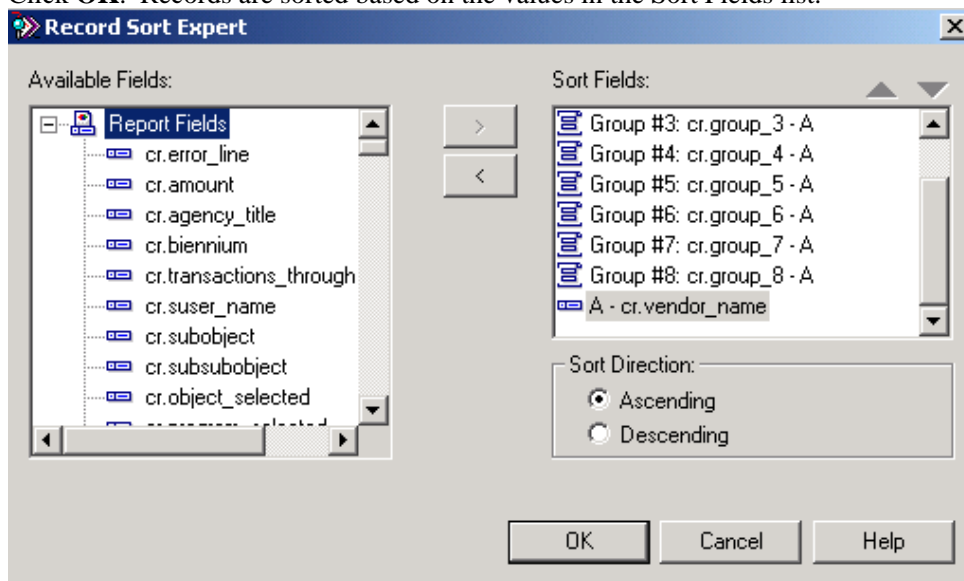 Click OK. Records are sorted based on the values in the Sort Fields list.
Record Sort Expert
Available Fields:
Report Fields
cr.error_line
cr.amount
cr.agency_title
cr.biennium
cr.transactions_through
cr.suser_name
cr.subobject
cr.subsubobject
cr.object_selected
>
<
Sort Fields:
Group #3: cr.group_3 - A
Group #4: cr.group_4 - A
Group #5: cr.group_5 - A
Group #6: cr.group_6 - A
Group #7: cr.group_7 - A
Group #8: cr.group_8 - A
A - cr.vendor_name
Sort Direction:
Ascending
Descending
OK Cancel Help